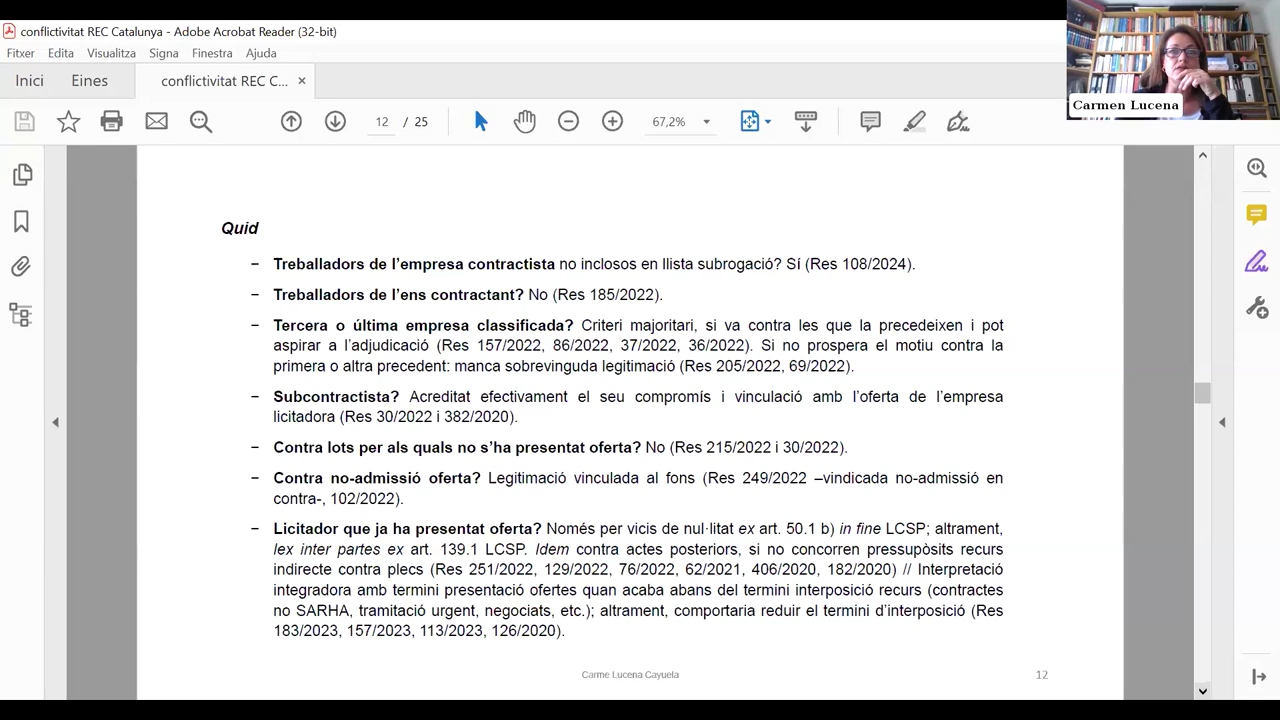 conflictivitat REC Catalunya - Adobe Acrobat Reader (32-bit)
Fitxer Edita Visualitza Signa Finestra Ajuda
Inici Eines conflictivitat REC C... ×
12 / 25 67,2%
Carmen Lucena
Quid
− Treballadors de l’empresa contractista no inclosos en llista subrogació? Sí (Res 108/2024).
− Treballadors de l’ens contractant? No (Res 185/2022).
− Tercera o última empresa classificada? Criteri majoritari, si va contra les que la precedeixen i pot
aspirar a l’adjudicació (Res 157/2022, 86/2022, 37/2022, 36/2022). Si no prospera el motiu contra la
primera o altra precedent: manca sobrevinguda legitimació (Res 205/2022, 69/2022).
− Subcontractista? Acreditat efectivament el seu compromís i vinculació amb l’oferta de l’empresa
licitadora (Res 30/2022 i 382/2020).
− Contra lots per als quals no s’ha presentat oferta? No (Res 215/2022 i 30/2022).
− Contra no-admissió oferta? Legitimació vinculada al fons (Res 249/2022 –vindicada no-admissió en
contra-, 102/2022).
− Licitador que ja ha presentat oferta? Només per vicis de nul·litat ex art. 50.1 b) in fine LCSP; altrament,
lex inter partes ex art. 139.1 LCSP. Idem contra actes posteriors, si no concorren pressupòsits recurs
indirecte contra plecs (Res 251/2022, 129/2022, 76/2022, 62/2021, 406/2020, 182/2020) // Interpretació
integradora amb termini presentació ofertes quan acaba abans del termini interposició recurs (contractes
no SARHA, tramitació urgent, negociats, etc.); altrament, comportaria reduir el termini d’interposició (Res
183/2023, 157/2023, 113/2023, 126/2020).
Carme Lucena Cayuela 12